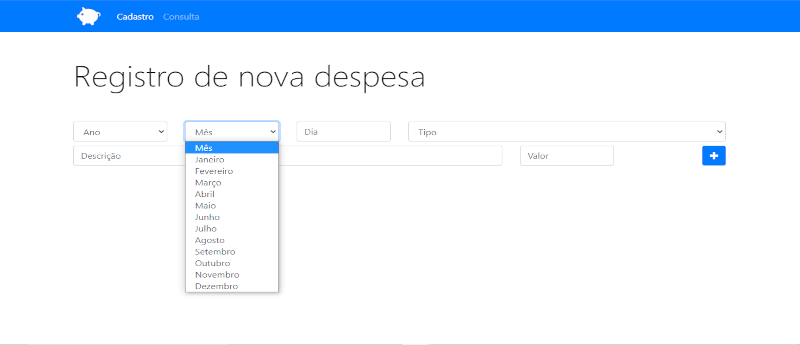 Cadastro Consulta
Registro de nova despesa
Ano Mês Dia Tipo
Descrição Valor
Mês
Janeiro
Fevereiro
Março
Abril
Maio
Junho
Julho
Agosto
Setembro
Outubro
Novembro
Dezembro